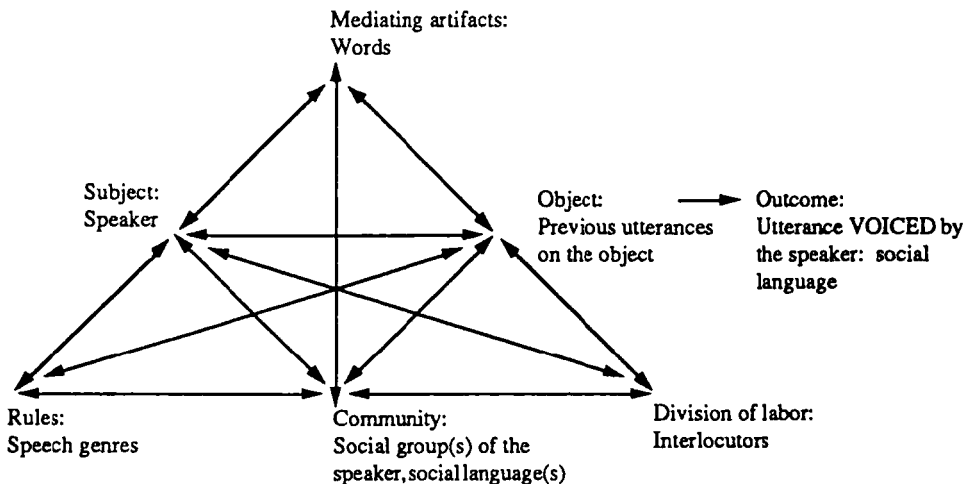 Mediating artifacts:
Words
Subject:
Speaker
Object:
Previous utterances
on the object
Outcome:
Utterance VOICED by
the speaker: social
language
Rules:
Speech genres
Community:
Social group(s) of the
speaker, social language(s)
Division of labor:
Interlocutors